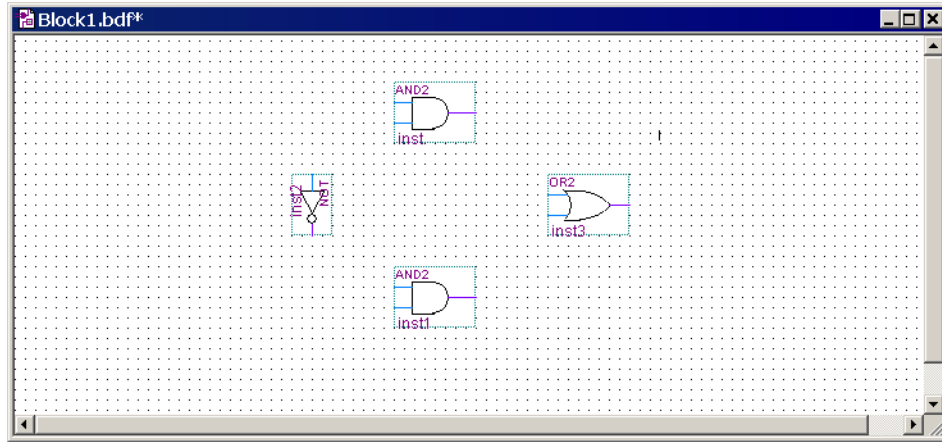 Block1.bdf*
AND2
inst
inst2
NOT
OR2
inst3
AND2
inst1